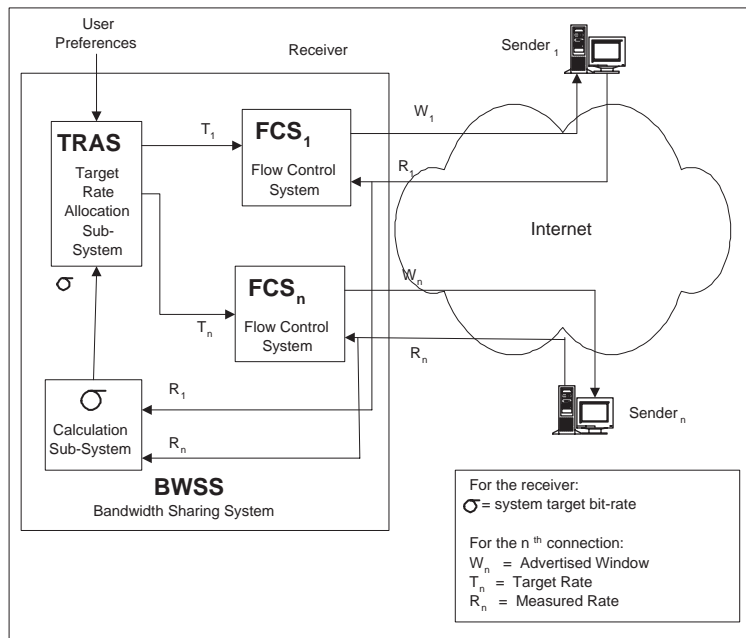 User
Preferences
Receiver
Sender 1
TRAS
Target
Rate
Allocation
Sub-
System
T1
FCS1
Flow Control
System
W1
R1
Internet
σ
Tn
FCSn
Flow Control
System
Wn
Rn
σ
Calculation
Sub-System
R1
Rn
Sender n
BWSS
Bandwidth Sharing System
For the receiver:
σ = system target bit-rate
For the n th connection:
Wn = Advertised Window
Tn = Target Rate
Rn = Measured Rate